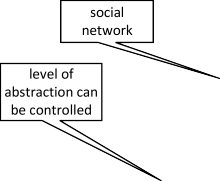 social
network
level of
abstraction can
be controlled